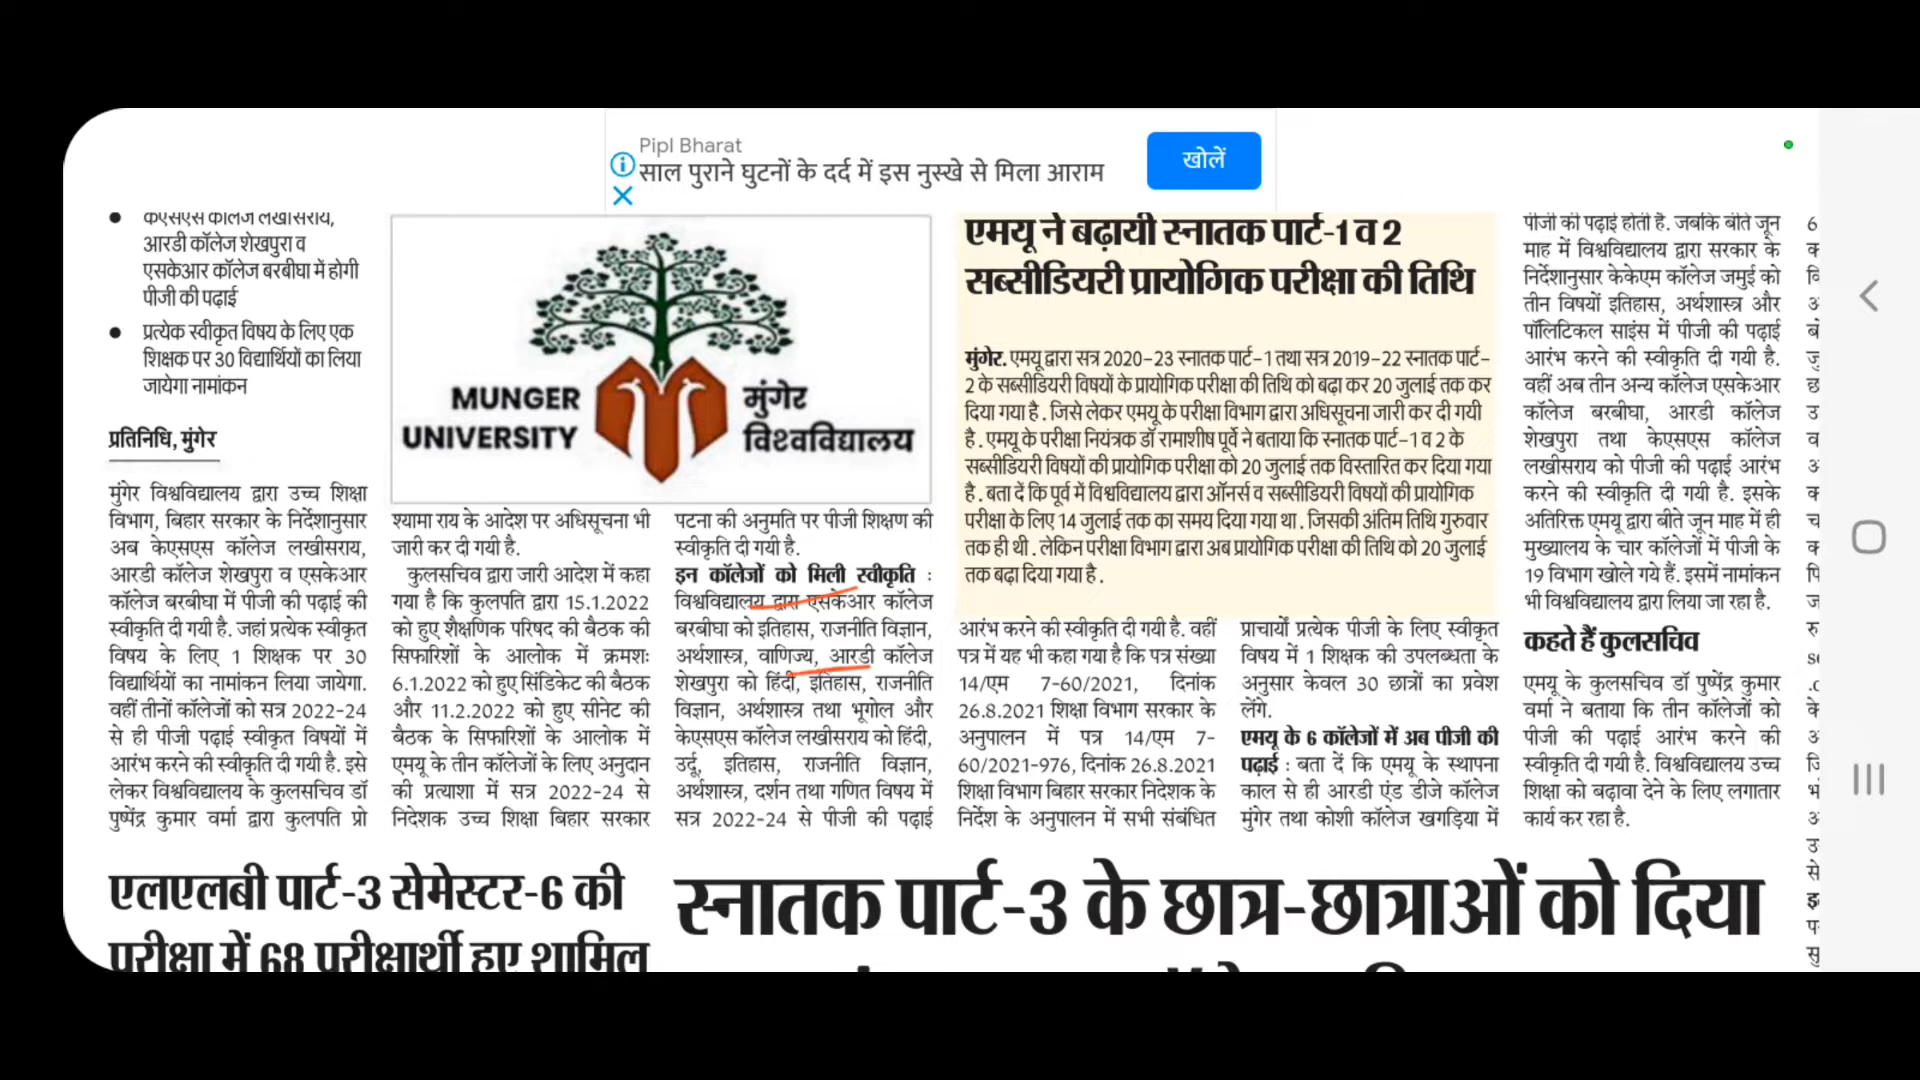 Pipl Bharat
साल पुराने घुटनों के दर्द में इस नुस्खे से मिला आराम
खोलें
केएसएस कॉलेज लखीसराय,
आरडी कॉलेज शेखपुरा व
एसकेआर कॉलेज बरबीघा में होगी
पीजी की पढ़ाई
प्रत्येक स्वीकृत विषय के लिए एक
शिक्षक पर 30 विद्यार्थियों का लिया
जायेगा नामांकन
प्रतिनिधि, मुंगेर
मुंगेर विश्वविद्यालय द्वारा उच्च शिक्षा
विभाग, बिहार सरकार के निर्देशानुसार
अब केएसएस कॉलेज लखीसराय,
आरडी कॉलेज शेखपुरा व एसकेआर
कॉलेज बरबीघा में पीजी की पढ़ाई की
स्वीकृति दी गयी है. जहां प्रत्येक स्वीकृत
विषय के लिए 1 शिक्षक पर 30
विद्यार्थियों का नामांकन लिया जायेगा.
वहीं तीनों कॉलेजों को सत्र 2022-24
से ही पीजी पढ़ाई स्वीकृत विषयों में
आरंभ करने की स्वीकृति दी गयी है. इसे
लेकर विश्वविद्यालय के कुलसचिव डॉ
पुष्पेंद्र कुमार वर्मा द्वारा कुलपति प्रो
MUNGER
UNIVERSITY
मुंगेर
विश्वविद्यालय
श्यामा राय के आदेश पर अधिसूचना भी
जारी कर दी गयी है.
कुलसचिव द्वारा जारी आदेश में कहा
गया है कि कुलपति द्वारा 15.1.2022
को हुए शैक्षणिक परिषद की बैठक की
सिफारिशों के आलोक में क्रमशः
6.1.2022 को हुए सिंडिकेट की बैठक
और 11.2.2022 को हुए सीनेट की
बैठक के सिफारिशों के आलोक में
एमयू के तीन कॉलेजों के लिए अनुदान
की प्रत्याशा में सत्र 2022-24 से
निदेशक उच्च शिक्षा बिहार सरकार
पटना की अनुमति पर पीजी शिक्षण की
स्वीकृति दी गयी है.
इन कॉलेजों को मिली स्वीकृति :
विश्वविद्यालय द्वारा एसकेआर कॉलेज
बरबीघा को इतिहास, राजनीति विज्ञान,
अर्थशास्त्र, वाणिज्य, आरडी कॉलेज
शेखपुरा को हिंदी, इतिहास, राजनीति
विज्ञान, अर्थशास्त्र तथा भूगोल और
केएसएस कॉलेज लखीसराय को हिंदी,
उर्दू, इतिहास, राजनीति विज्ञान,
अर्थशास्त्र, दर्शन तथा गणित विषय में
सत्र 2022-24 से पीजी की पढ़ाई
एमयू ने बढ़ायी स्नातक पार्ट-1 व 2
सब्सीडियरी प्रायोगिक परीक्षा की तिथि
मुंगेर. एमयू द्वारा सत्र 2020-23 स्नातक पार्ट-1 तथा सत्र 2019-22 स्नातक पार्ट-
2 के सब्सीडियरी विषयों के प्रायोगिक परीक्षा की तिथि को बढ़ा कर 20 जुलाई तक कर
दिया गया है . जिसे लेकर एमयू के परीक्षा विभाग द्वारा अधिसूचना जारी कर दी गयी
है . एमयू के परीक्षा नियंत्रक डॉ रामाशीष पूर्वे ने बताया कि स्नातक पार्ट-1 व 2 के
सब्सीडियरी विषयों की प्रायोगिक परीक्षा को 20 जुलाई तक विस्तारित कर दिया गया
है . बता दें कि पूर्व में विश्वविद्यालय द्वारा ऑनर्स व सब्सीडियरी विषयों की प्रायोगिक
परीक्षा के लिए 14 जुलाई तक का समय दिया गया था . जिसकी अंतिम तिथि गुरुवार
तक ही थी . लेकिन परीक्षा विभाग द्वारा अब प्रायोगिक परीक्षा की तिथि को 20 जुलाई
तक बढ़ा दिया गया है .
आरंभ करने की स्वीकृति दी गयी है. वहीं
पत्र में यह भी कहा गया है कि पत्र संख्या
14/एम 7-60/2021, दिनांक
26.8.2021 शिक्षा विभाग सरकार के
अनुपालन में पत्र 14/एम 7-
60/2021-976, दिनांक 26.8.2021
शिक्षा विभाग बिहार सरकार निदेशक के
निर्देश के अनुपालन में सभी संबंधित
प्राचार्यों प्रत्येक पीजी के लिए स्वीकृत
विषय में 1 शिक्षक की उपलब्धता के
अनुसार केवल 30 छात्रों का प्रवेश
लेंगे.
एमयू के 6 कॉलेजों में अब पीजी की
पढ़ाई : बता दें कि एमयू के स्थापना
काल से ही आरडी एंड डीजे कॉलेज
मुंगेर तथा कोशी कॉलेज खगड़िया में
पीजी की पढ़ाई होती है. जबकि बीते जून
माह में विश्वविद्यालय द्वारा सरकार के
निर्देशानुसार केकेएम कॉलेज जमुई को
तीन विषयों इतिहास, अर्थशास्त्र और
पॉलिटिकल साइंस में पीजी की पढ़ाई
आरंभ करने की स्वीकृति दी गयी है.
वहीं अब तीन अन्य कॉलेज एसकेआर
कॉलेज बरबीघा, आरडी कॉलेज
शेखपुरा तथा केएसएस कॉलेज
लखीसराय को पीजी की पढ़ाई आरंभ
करने की स्वीकृति दी गयी है. इसके
अतिरिक्त एमयू द्वारा बीते जून माह में ही
मुख्यालय के चार कॉलेजों में पीजी के
19 विभाग खोले गये हैं. इसमें नामांकन
भी विश्वविद्यालय द्वारा लिया जा रहा है.
कहते हैं कुलसचिव
एमयू के कुलसचिव डॉ पुष्पेंद्र कुमार
वर्मा ने बताया कि तीन कॉलेजों को
पीजी की पढ़ाई आरंभ करने की
स्वीकृति दी गयी है. विश्वविद्यालय उच्च
शिक्षा को बढ़ावा देने के लिए लगातार
कार्य कर रहा है.
एलएलबी पार्ट-3 सेमेस्टर-6 की
परीक्षा में 68 परीक्षार्थी हुए शामिल
स्नातक पार्ट-3 के छात्र-छात्राओं को दिया